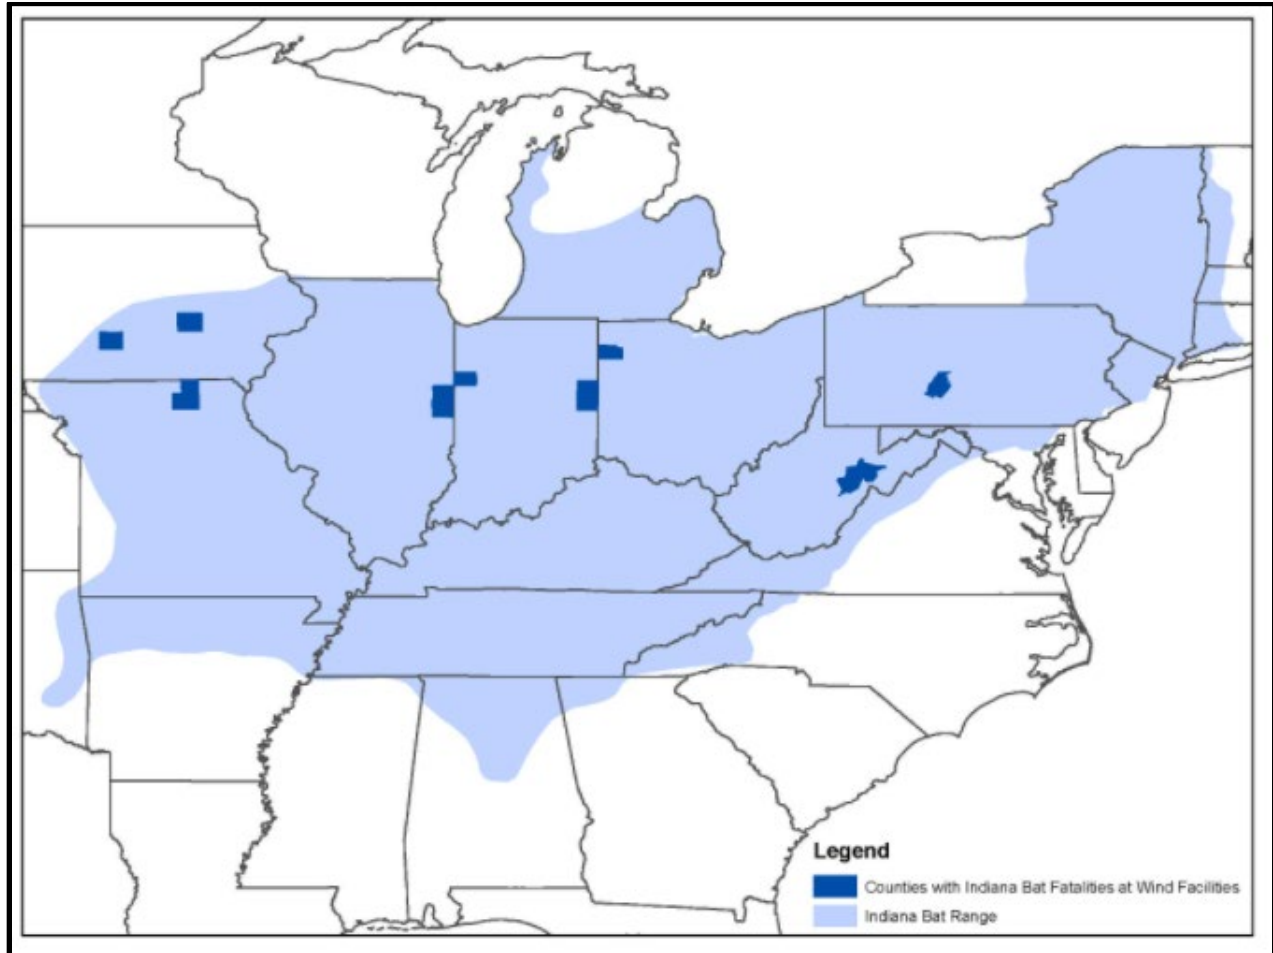 Legend
Counties with Indiana Bat Fatalities at Wind Facilities
Indiana Bat Range